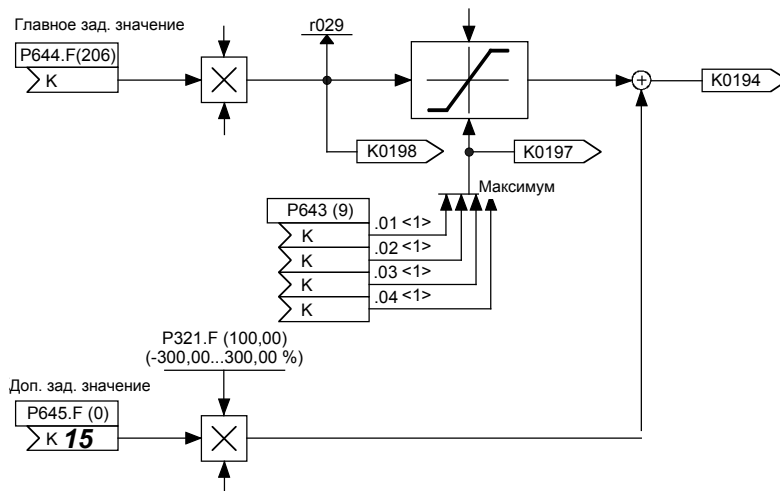 Главное зад. значение
r029
P644.F(206)
K
K0194
K0198
K0197
Максимум
P643 (9)
.01 <1>
K
.02 <1>
K
.03 <1>
K
.04 <1>
K
P321.F (100,00)
(-300,00...300,00 %)
Доп. зад. значение
P645.F (0)
K 15